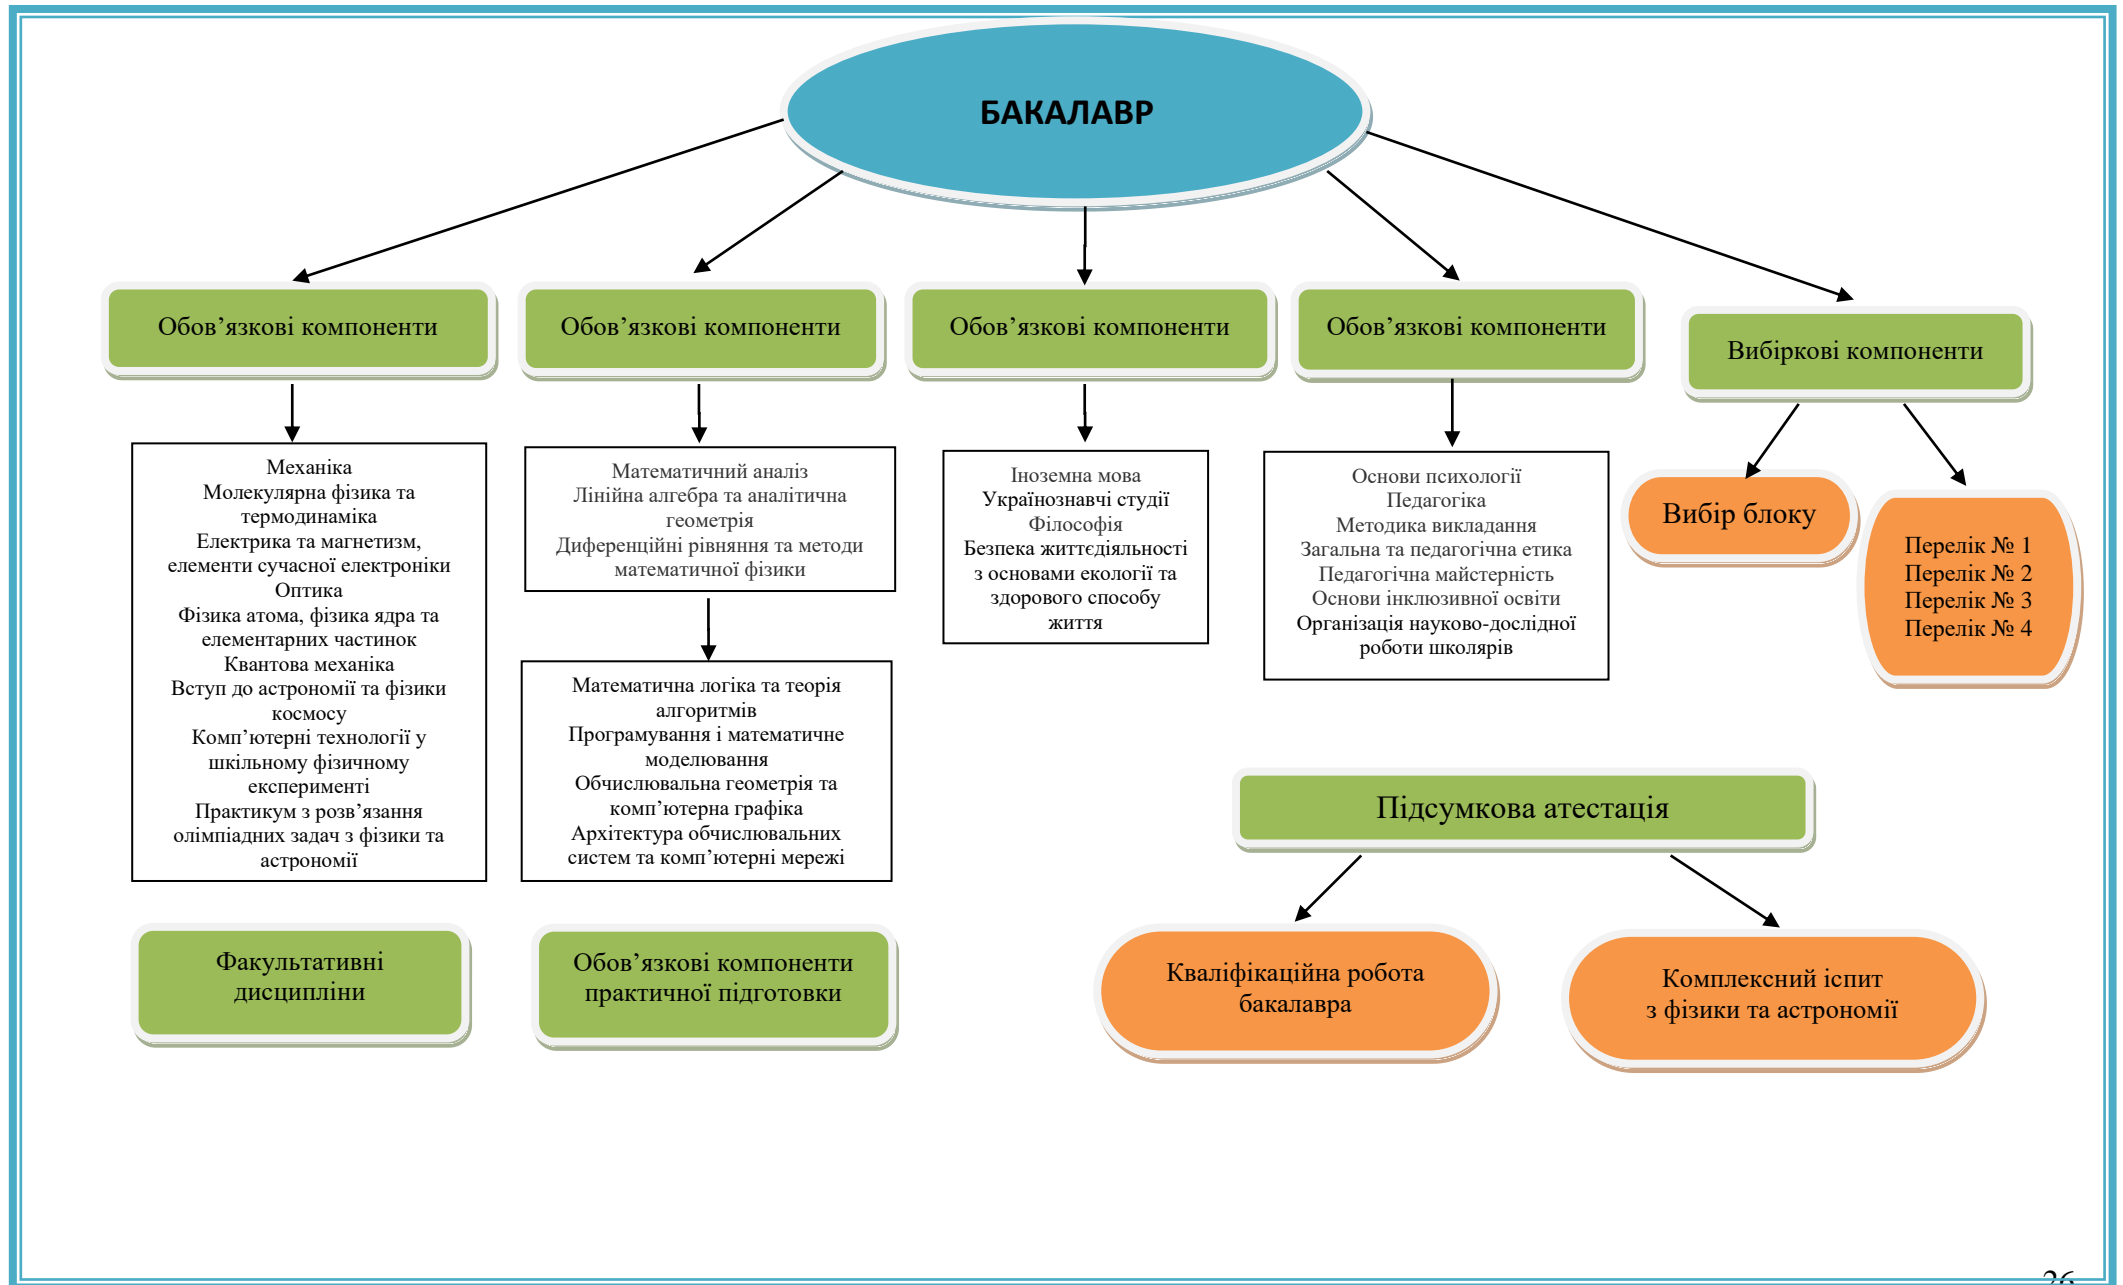 БАКАЛАВР
Обов’язкові компоненти
Обов’язкові компоненти
Обов’язкові компоненти
Обов’язкові компоненти
Вибіркові компоненти
Механіка
Молекулярна фізика та
термодинаміка
Електрика та магнетизм,
елементи сучасної електроніки
Оптика
Фізика атома, фізика ядра та
елементарних частинок
Квантова механіка
Вступ до астрономії та фізики
космосу
Комп’ютерні технології у
шкільному фізичному
експерименті
Практикум з розв’язання
олімпіадних задач з фізики та
астрономії
Математичний аналіз
Лінійна алгебра та аналітична
геометрія
Диференційні рівняння та методи
математичної фізики
Математична логіка та теорія
алгоритмів
Програмування і математичне
моделювання
Обчислювальна геометрія та
комп’ютерна графіка
Архітектура обчислювальних
систем та комп’ютерні мережі
Іноземна мова
Українознавчі студії
Філософія
Безпека життєдіяльності
з основами екології та
здорового способу
життя
Основи психології
Педагогіка
Методика викладання
Загальна та педагогічна етика
Педагогічна майстерність
Основи інклюзивної освіти
Організація науково-дослідної
роботи школярів
Вибір блоку
Перелік № 1
Перелік № 2
Перелік № 3
Перелік № 4
Підсумкова атестація
Кваліфікаційна робота
бакалавра
Комплексний іспит
з фізики та астрономії
Факультативні
дисципліни
Обов’язкові компоненти
практичної підготовки
26